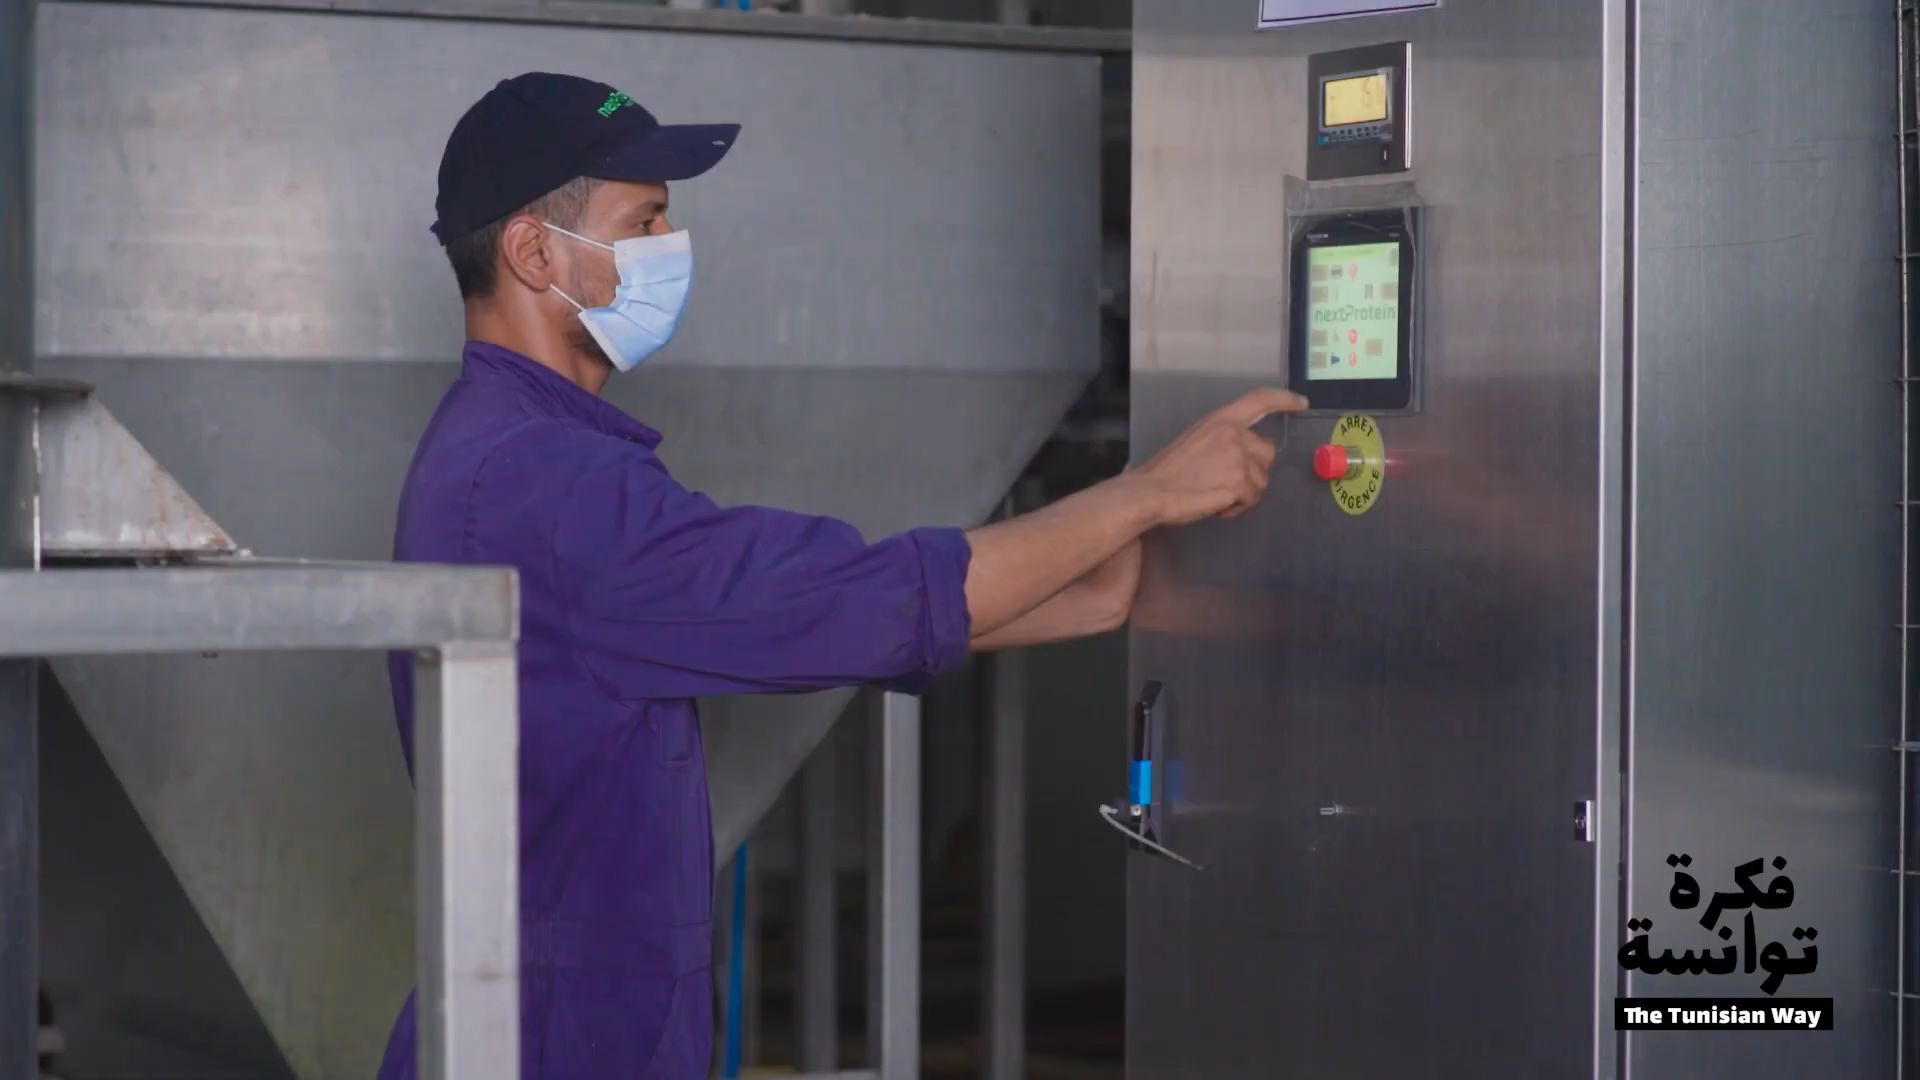 nextProtein
ARRET
URGENCE
فكرة
توانسة
The Tunisian Way